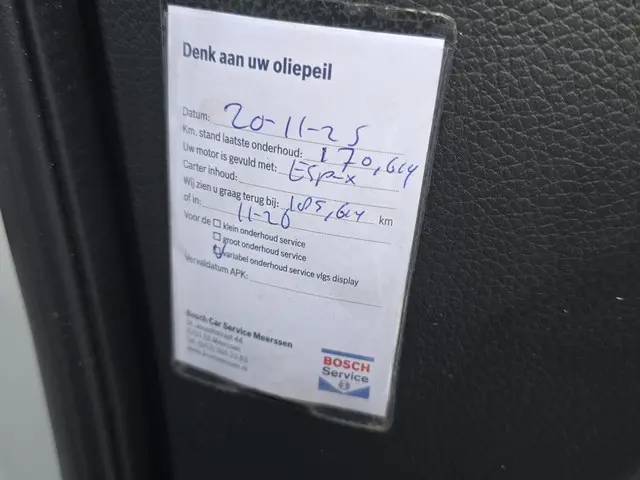 Denk aan uw oliepeil
Datum: 20-11-25
Km. stand laatste onderhoud: 170,614
Uw motor is gevuld met: ESP-x
Carter inhoud:
Wij zien u graag terug bij: 185,614 km
of in: 11-26
Voor de □ klein onderhoud service
□ groot onderhoud service
☑ variabel onderhoud service vlgs display
Vervaldatum APK:
Bosch Car Service Meerssen
BOSCH
Service